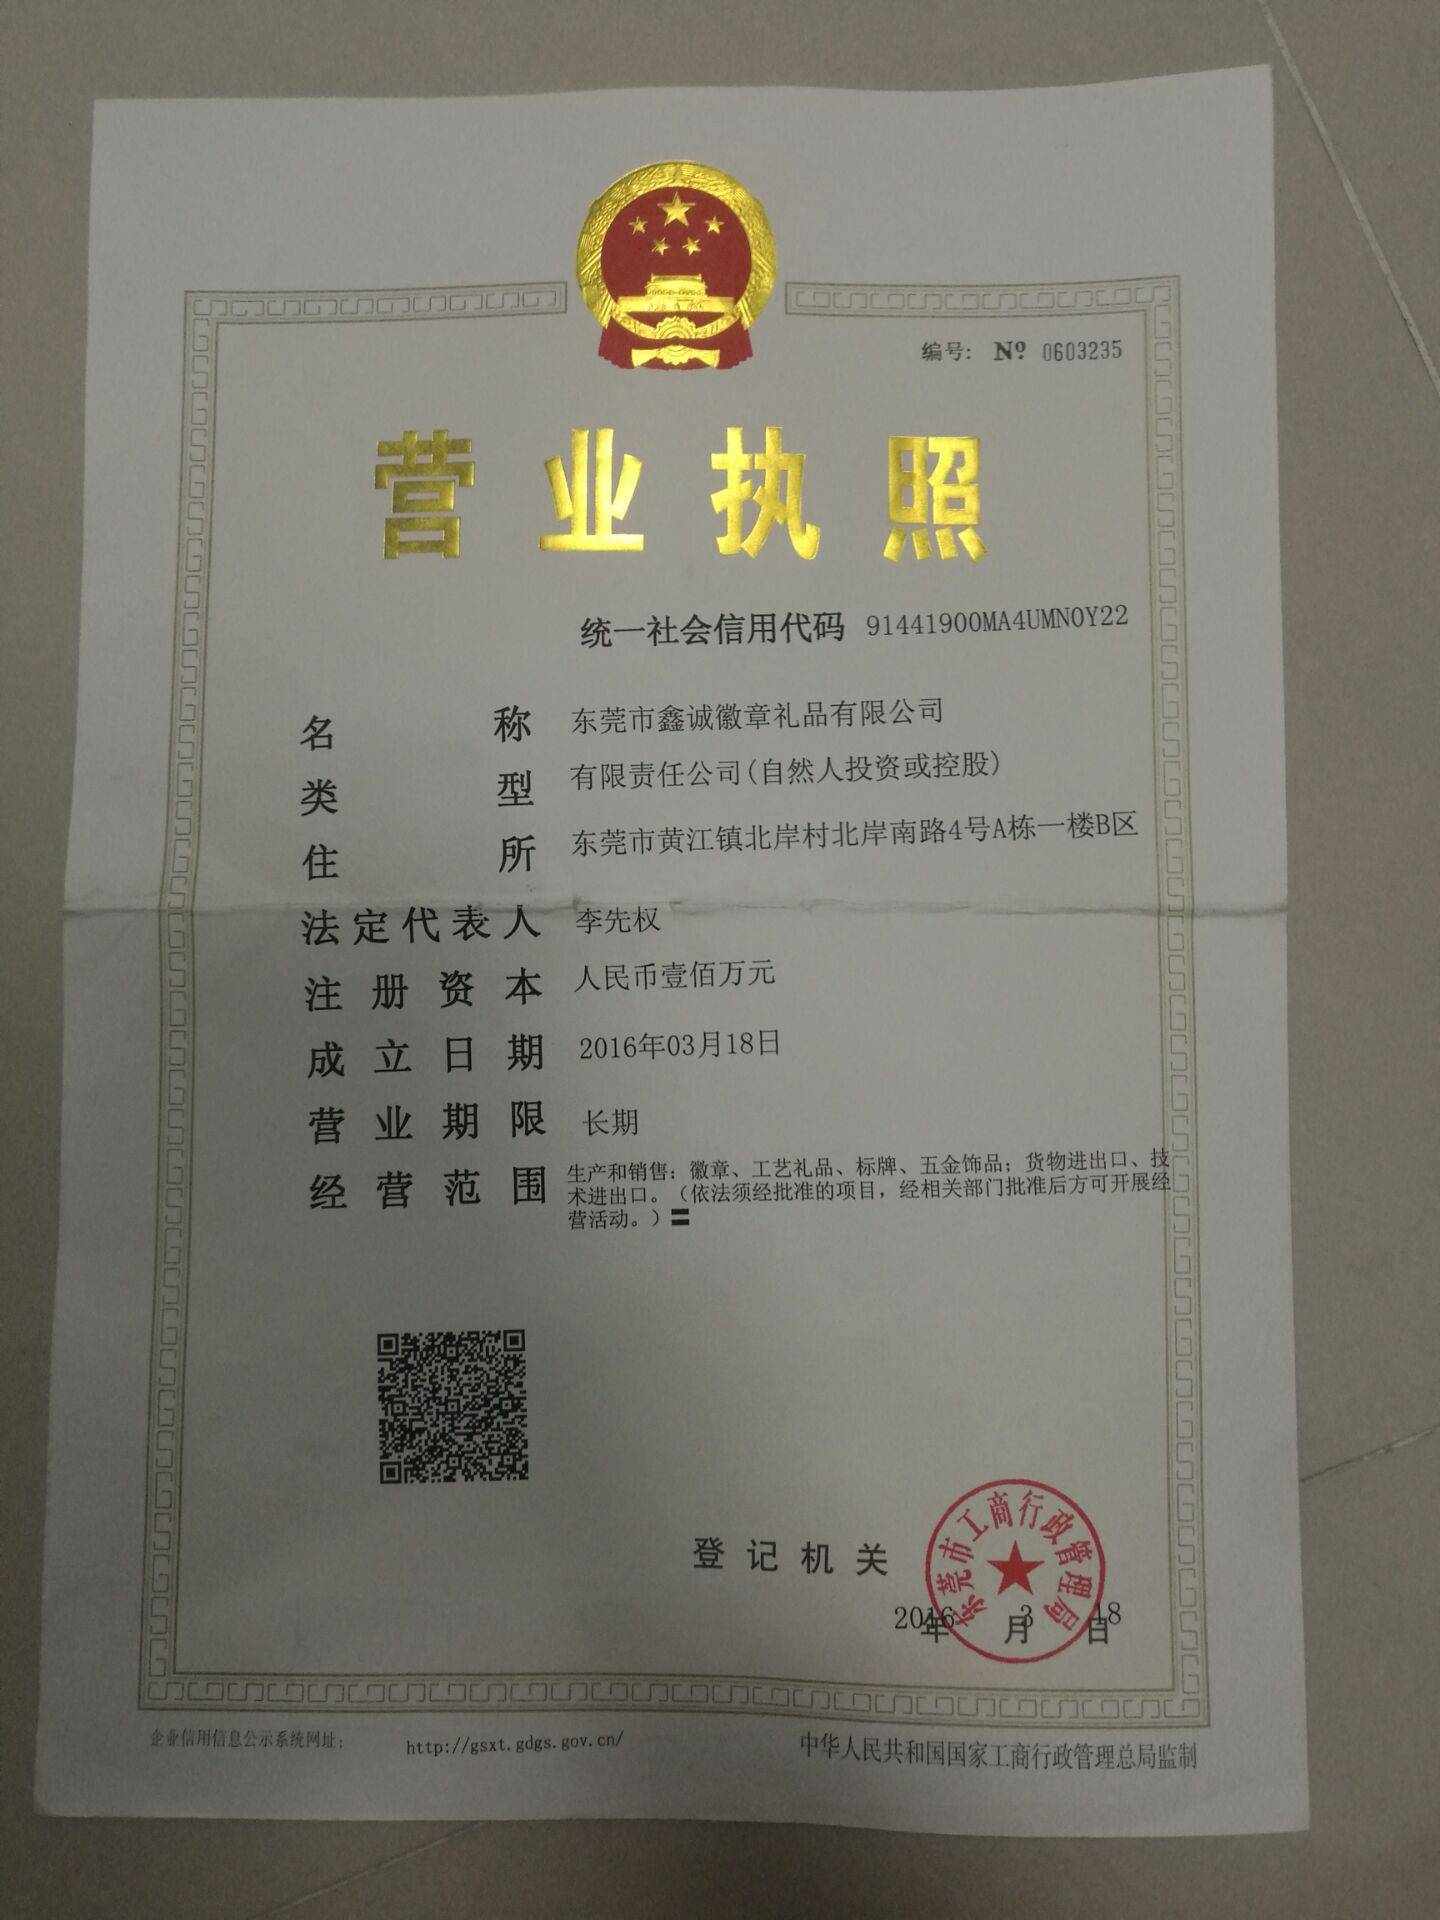 编号: Nº 0603235
营业执照
统一社会信用代码 91441900MA4UMN0Y22
名称 东莞市鑫诚徽章礼品有限公司
类型 有限责任公司(自然人投资或控股)
住所 东莞市黄江镇北岸村北岸南路4号A栋一楼B区
法定代表人 李先权
注册资本 人民币壹佰万元
成立日期 2016年03月18日
营业期限 长期
经营范围 生产和销售：徽章、工艺礼品、标牌、五金饰品；货物进出口、技
术进出口。（依法须经批准的项目，经相关部门批准后方可开展经
营活动。）〓
东莞市工商行政管理局
登记机关
2016年3月18日
企业信用信息公示系统网址： http://gsxt.gdgs.gov.cn/ 中华人民共和国国家工商行政管理总局监制